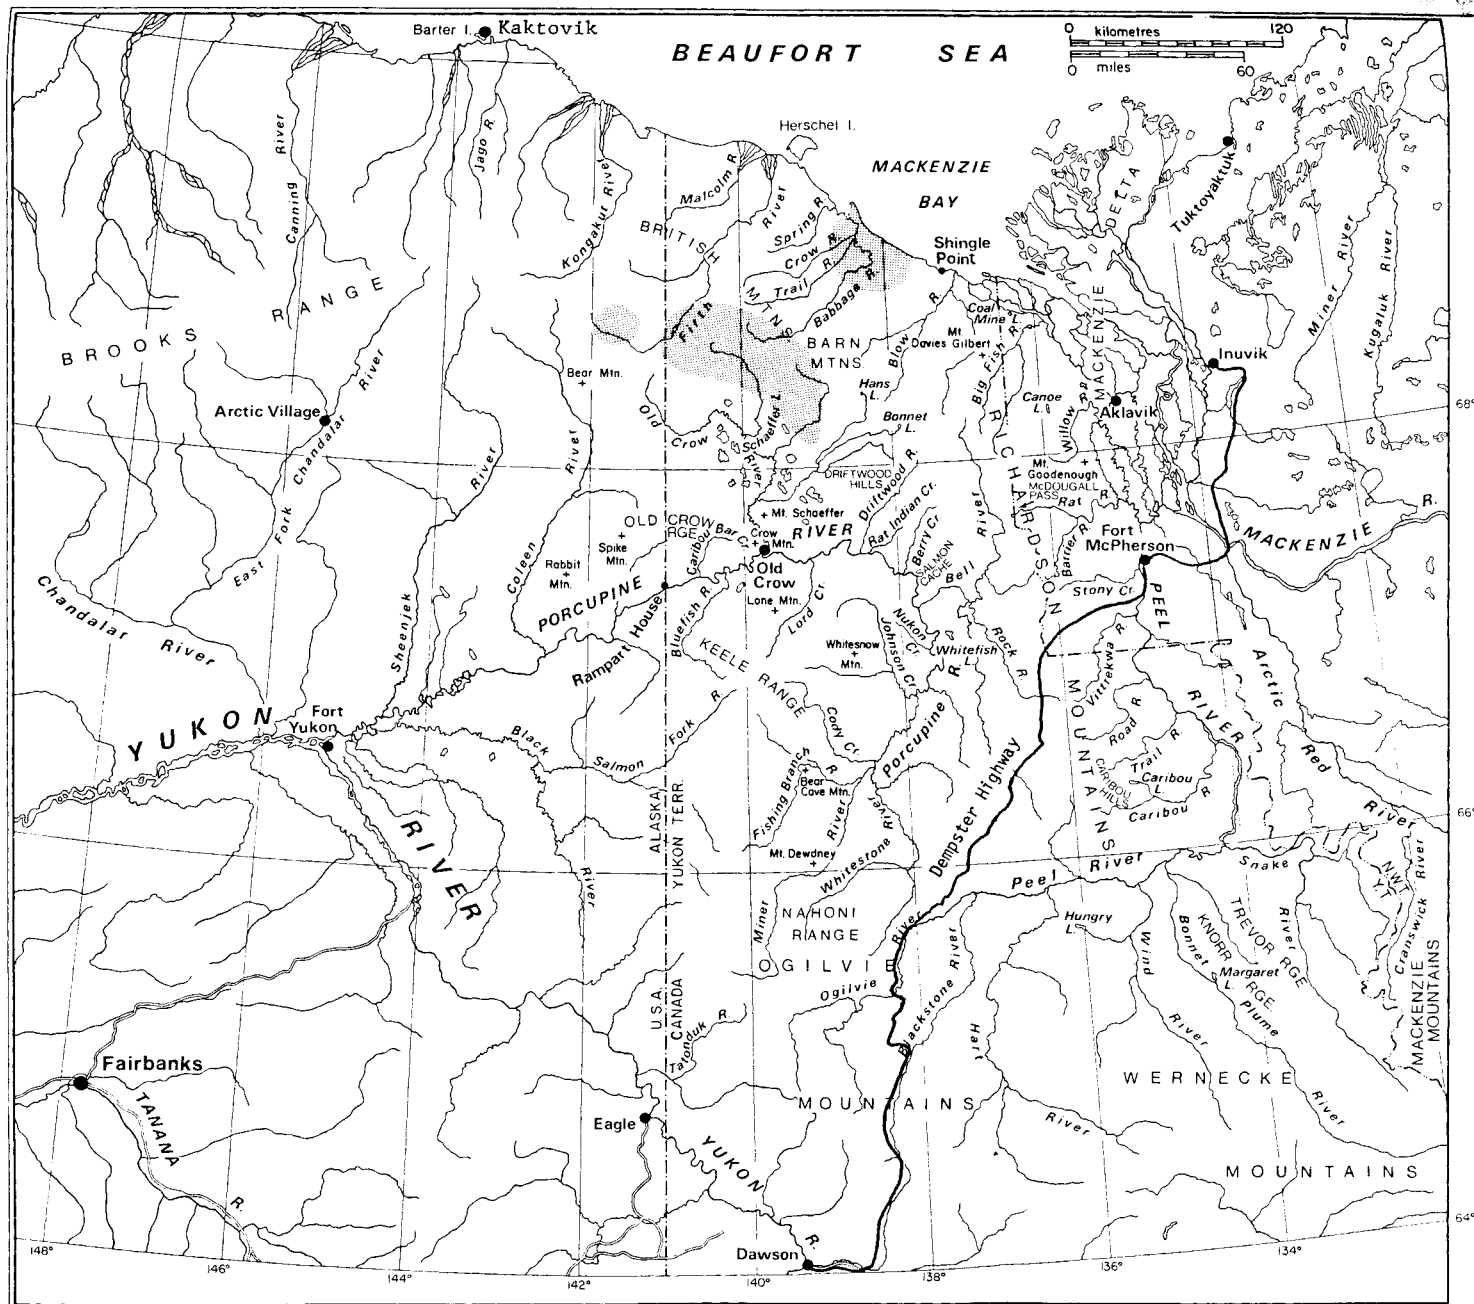 Barter I.
Kaktovik
BEAUFORT SEA
0 kilometres 120
0 miles 60
Herschel I.
MACKENZIE
BAY
DELTA
Tuktoyaktuk
Canning River
Jago R.
Kongakut River
Malcolm R.
River
Spring R.
Crow R.
Trail R.
Babbage R.
BRITISH
MTNS
Fifth
Shingle
Point
Miner River
Kugaluk River
BROOKS RANGE
BARN
MTNS
Blow R.
Coal
Mine L.
Mt
Davies Gilbert
Big Fish R.
MACKENZIE
Inuvik
Bear Mtn.
Hans
L.
Canoe
L.
Willow R.
Aklavik
68°
Arctic Village
East Fork Chandalar River
Old
Crow
Schaeffer L.
River
Bonnet
L.
DRIFTWOOD
HILLS
Driftwood R.
RICHARDSON
Mt.
Goodenough
McDOUGALL
PASS
Rat R.
River
River
Mt. Schaeffer
OLD CROW
RGE
Spike
Mtn.
Caribou Bar Cr.
Crow
Mtn.
RIVER
Rat Indian Cr.
Berry Cr.
River
Fort
McPherson
MACKENZIE R.
Rabbit
Mtn.
Coleen
PORCUPINE
Old
Crow
Lone Mtn.
Lord Cr.
SALMON
CACHE
Bell
Barrier R.
Stony Cr.
PEEL
Chandalar River
Sheenjek
Rampart House
Bluefish R.
KEELE RANGE
Whitesnow
Mtn.
Johnson Cr.
Nukon
Cr.
Whitefish
L.
Rock R.
Vittrekwa R.
Arctic
YUKON
Fort
Yukon
Black
Salmon Fork R.
Cody Cr.
Porcupine R.
MOUNTAINS
Road R.
Trail R.
RIVER
Red
CARIBOU
HILLS
Caribou
L.
Caribou R.
River
66°
ALASKA
YUKON TERR.
Fishing Branch R.
Bear
Cave Mtn.
River
Mt. Dewdney
Whitestone River
Dempster Highway
Peel River
Snake
N.W.T.
Y.T.
Cranswick River
RIVER
River
Miner
NAHONI
RANGE
River
Hungry
L.
Wind
Bonnet
KNORR
RGE
TREVOR RGE
River
Margaret
L.
Plume
MACKENZIE
MOUNTAINS
OGILVIE
Ogilvie
Blackstone River
Hart
River
U.S.A.
CANADA
Tatonduk R.
Fairbanks
TANANA
R.
Eagle
MOUNTAINS
WERNECKE
River
River
MOUNTAINS
YUKON
R.
Dawson
64°
148°
146°
144°
142°
140°
138°
136°
134°